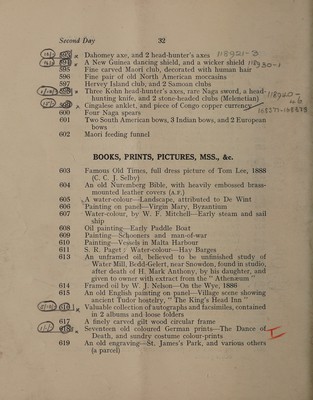 Second Day 32
Dahomey axe, and 2 head-hunter's axes
A New Guinea dancing shield, and a wicker shield
595 Fine carved Maori club, decorated with human hair
596 Fine pair of old North American moccasins
597 Hervey Island club, and 2 Samoan clubs
598 Three Kohn head-hunter's axes, rare Naga sword, a head-
hunting knife, and 2 stone-headed clubs (Melenetian)
599 Cingalese anklet, and piece of Congo copper currency
600 Four Naga spears
601 Two South American bows, 3 Indian bows, and 2 European
bows
602 Maori feeding funnel
BOOKS, PRINTS, PICTURES, MSS., &c.
603 Famous Old Times, full dress picture of Tom Lee, 1888
(C. C. J. Selby)
604 An old Nuremberg Bible, with heavily embossed brass-
mounted leather covers (A.F.)
605 A water-colour—Landscape, attributed to De Wint
606 Painting on panel—Virgin Mary, Byzantium
607 Water-colour, by W. F. Mitchell—Early steam and sail
ship
608 Oil painting—Early Paddle Boat
609 Painting—Schooners and man-of-war
610 Painting—Vessels in Malta Harbour
611 S. R. Paget; Water-colour—Hay Barges
613 An unframed oil, believed to be unfinished study of
Water Mill, Bedd-Gelert, near Snowdon, found in studio,
after death of H. Mark Anthony, by his daughter, and
given to owner with extract from the " Athenæum "
614 Framed oil by W. J. Nelson—On the Wye, 1886
615 An old English painting on panel—Village scene showing
ancient Tudor hostelry, " The King's Head Inn "
Valuable collection of autographs and facsimiles, contained
in 2 albums and loose folders
617 A finely carved gilt wood circular frame
618 Seventeen old coloured German prints—The Dance of
Death, and sundry costume colour-prints
619 An old engraving—St. James's Park, and various others
(a parcel)